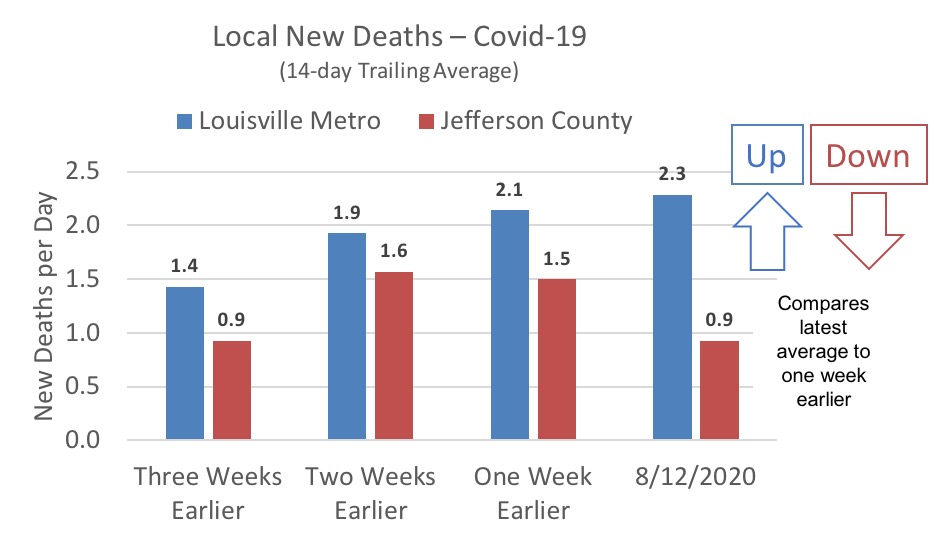 Local New Deaths – Covid-19
(14-day Trailing Average)
Louisville Metro
Jefferson County
Up
Down
New Deaths per Day
2.5
2.0
1.5
1.0
0.5
0.0
1.4
0.9
1.9
1.6
2.1
1.5
2.3
0.9
Three Weeks
Earlier
Two Weeks
Earlier
One Week
Earlier
8/12/2020
Compares
latest
average to
one week
earlier